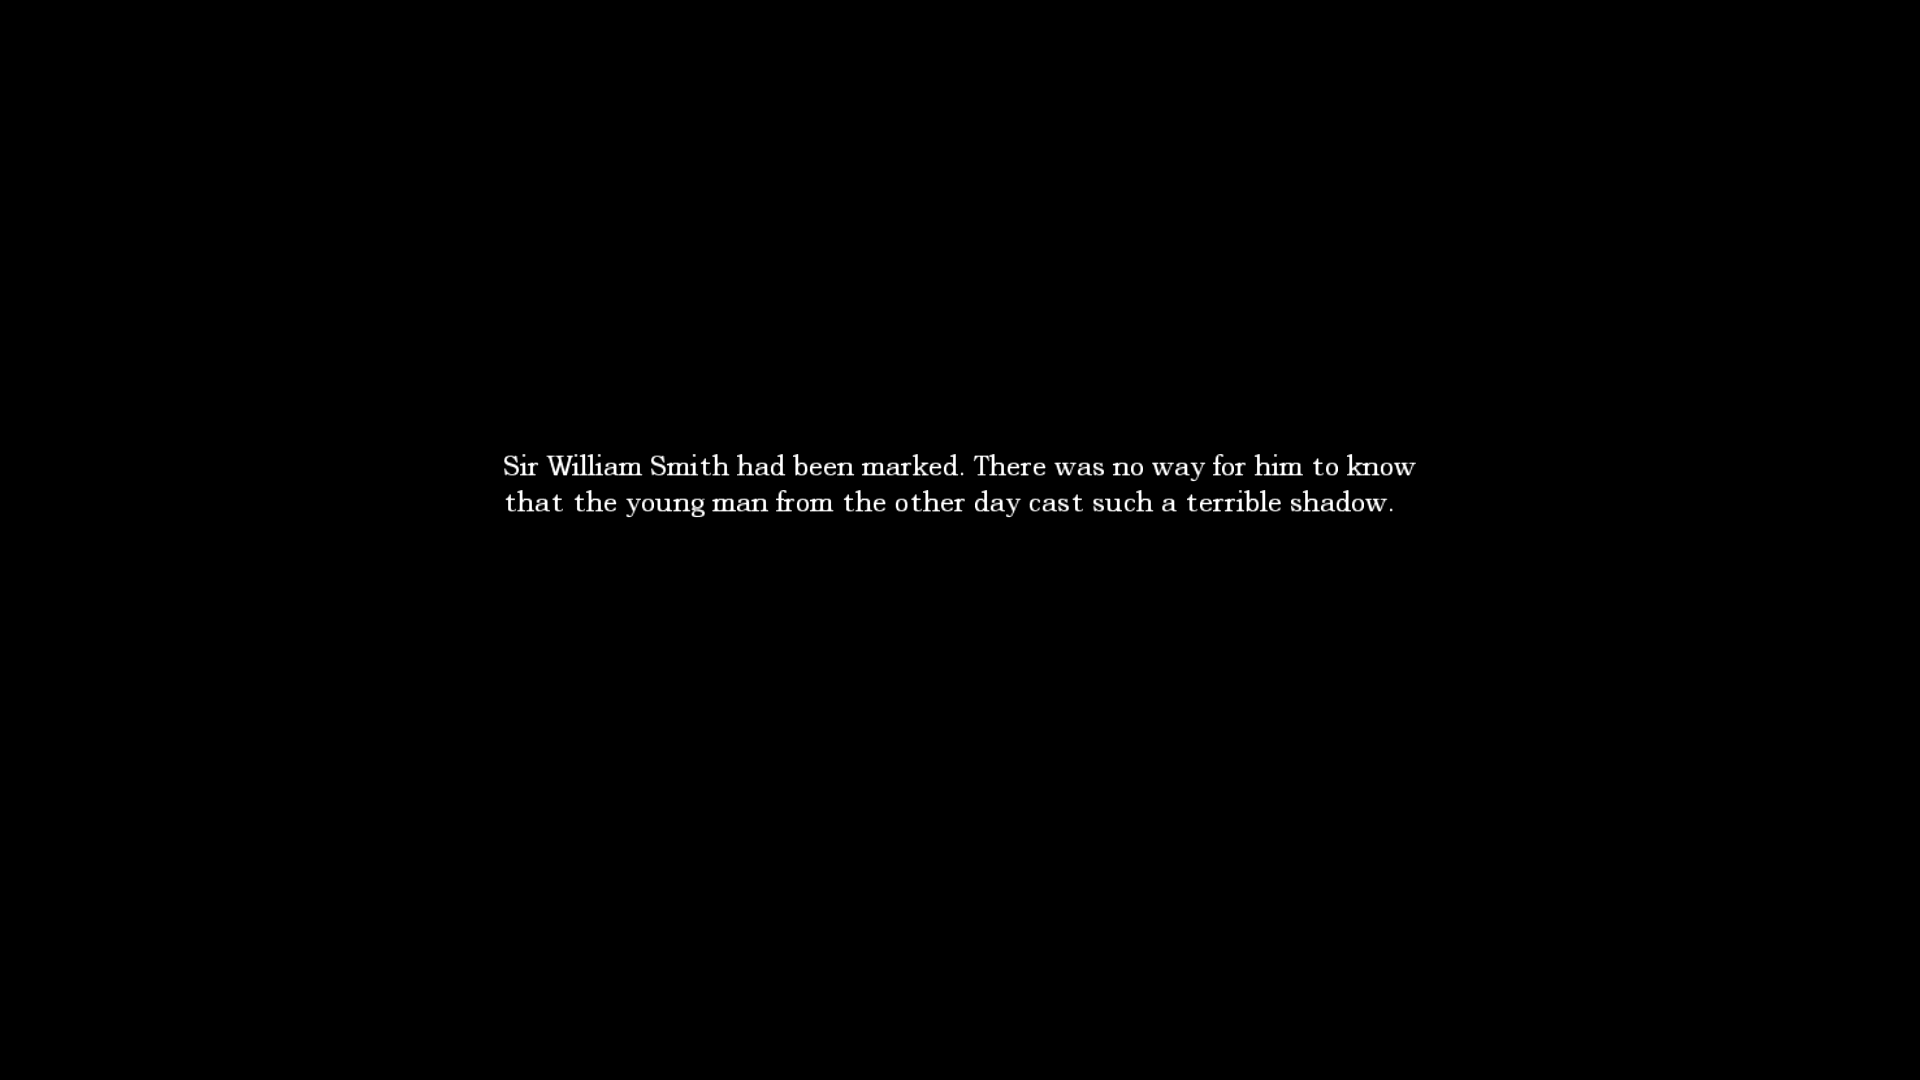 Sir William Smith had been marked. There was no way for him to know
that the young man from the other day cast such a terrible shadow.